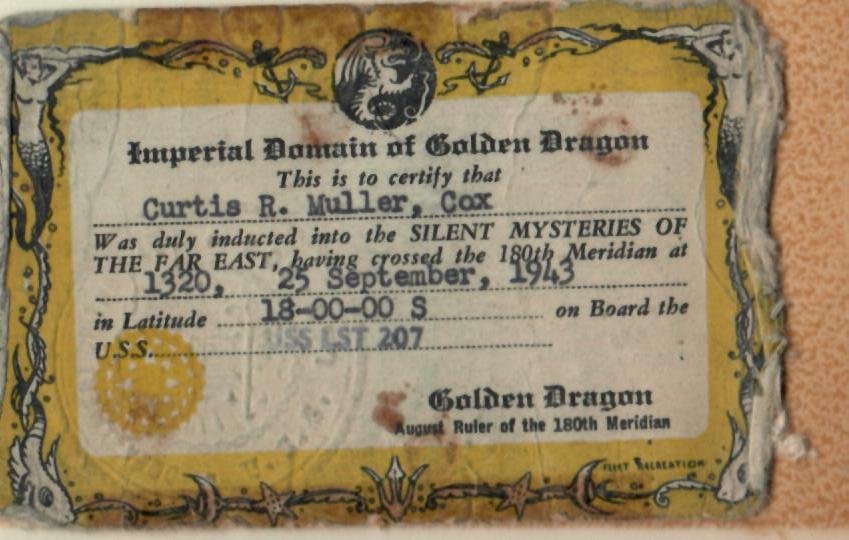 Imperial Domain of Golden Dragon
This is to certify that
Curtis R. Muller, Cox
Was duly inducted into the SILENT MYSTERIES OF
THE FAR EAST, having crossed the 180th Meridian at
1320, 25 September, 1943
in Latitude 18-00-00 S on Board the
U.S.S. USS LST 207
Golden Dragon
August Ruler of the 180th Meridian
FLEET RECREATION